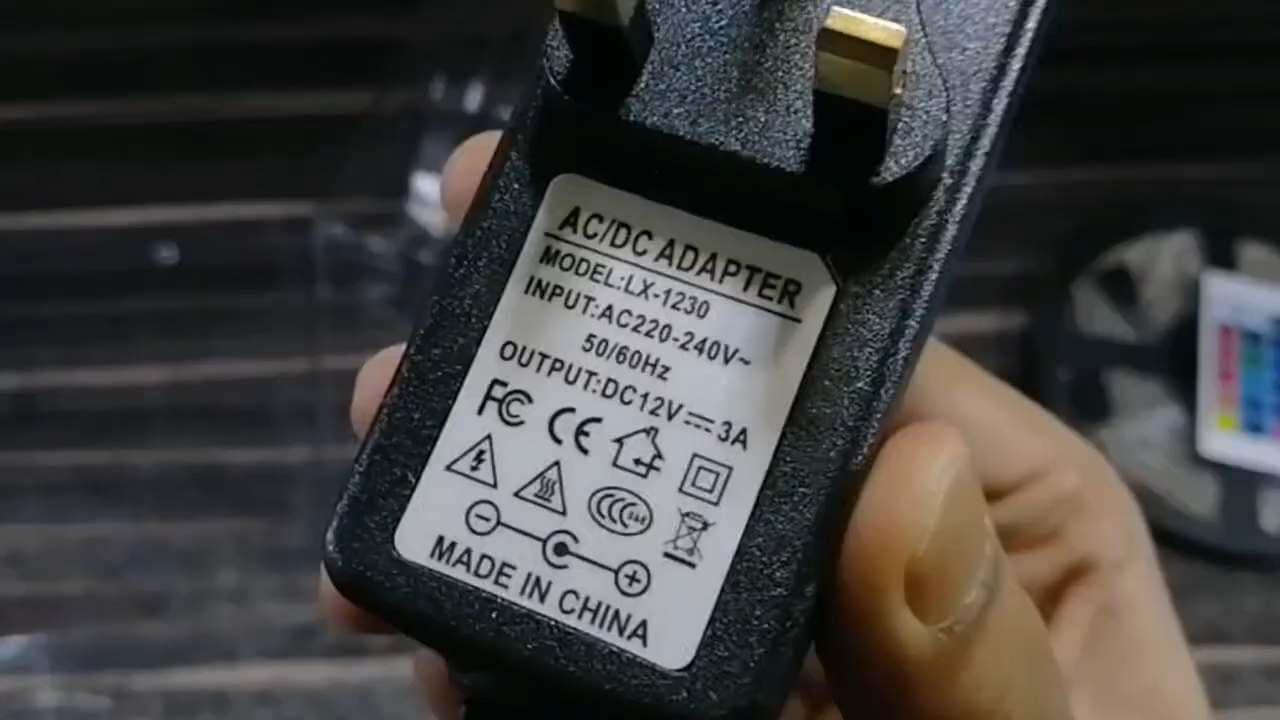 AC/DC ADAPTER
MODEL:LX-1230
INPUT:AC220-240V~
50/60Hz
OUTPUT:DC12V⎓3A
FC CE
CCC
MADE IN CHINA